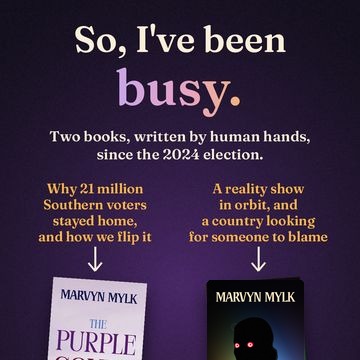 So, I've been
busy.
Two books, written by human hands,
since the 2024 election.
Why 21 million
Southern voters
stayed home,
and how we flip it
A reality show
in orbit, and
a country looking
for someone to blame
MARVYN MYLK
THE
PURPLE
MARVYN MYLK